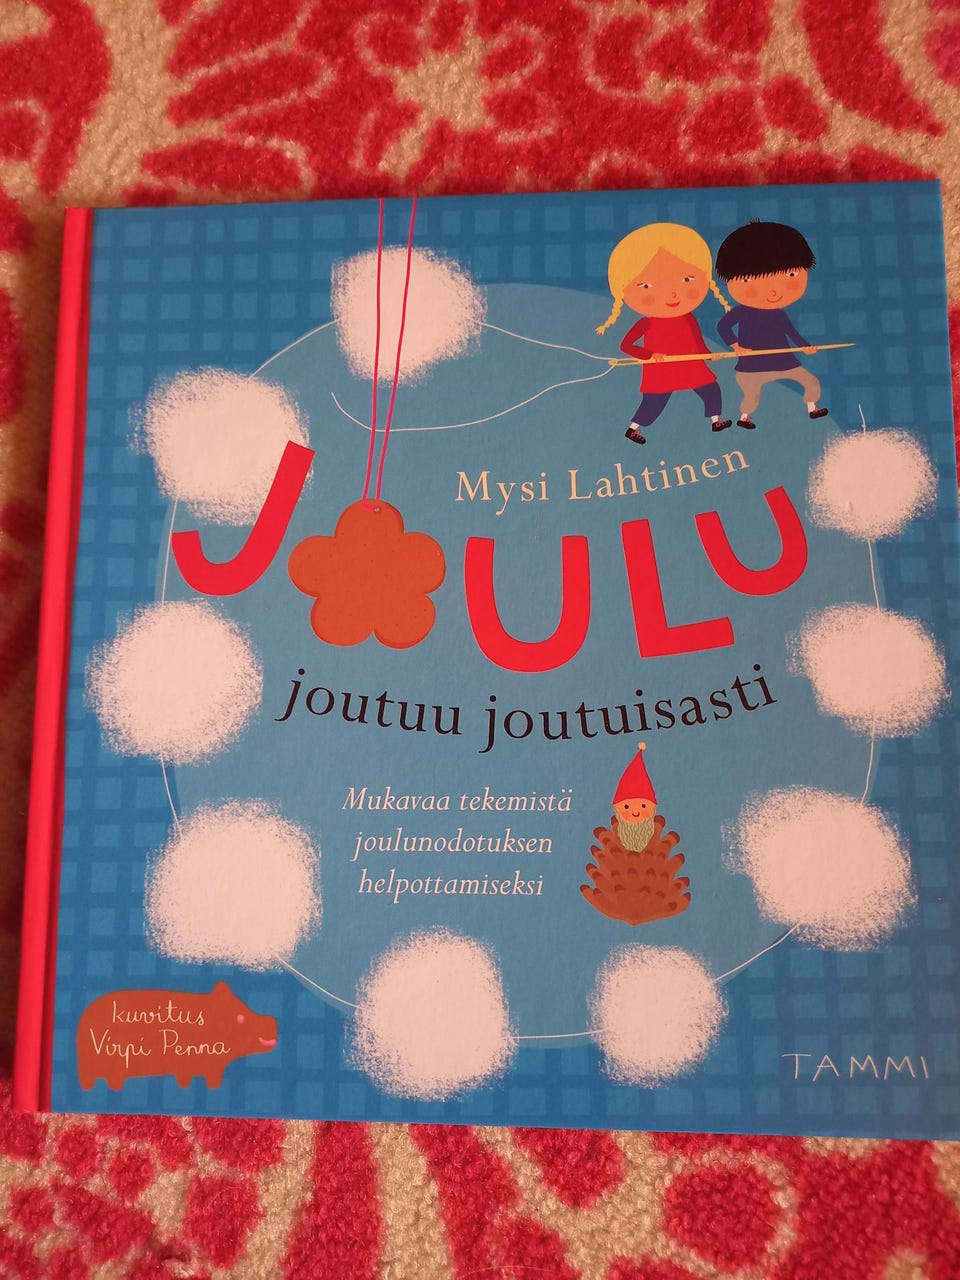 Mysi Lahtinen
JOULU
joutuu joutuisasti
Mukavaa tekemistä
joulunodotuksen
helpottamiseksi
kuvitus
Virpi Penna
TAMMI